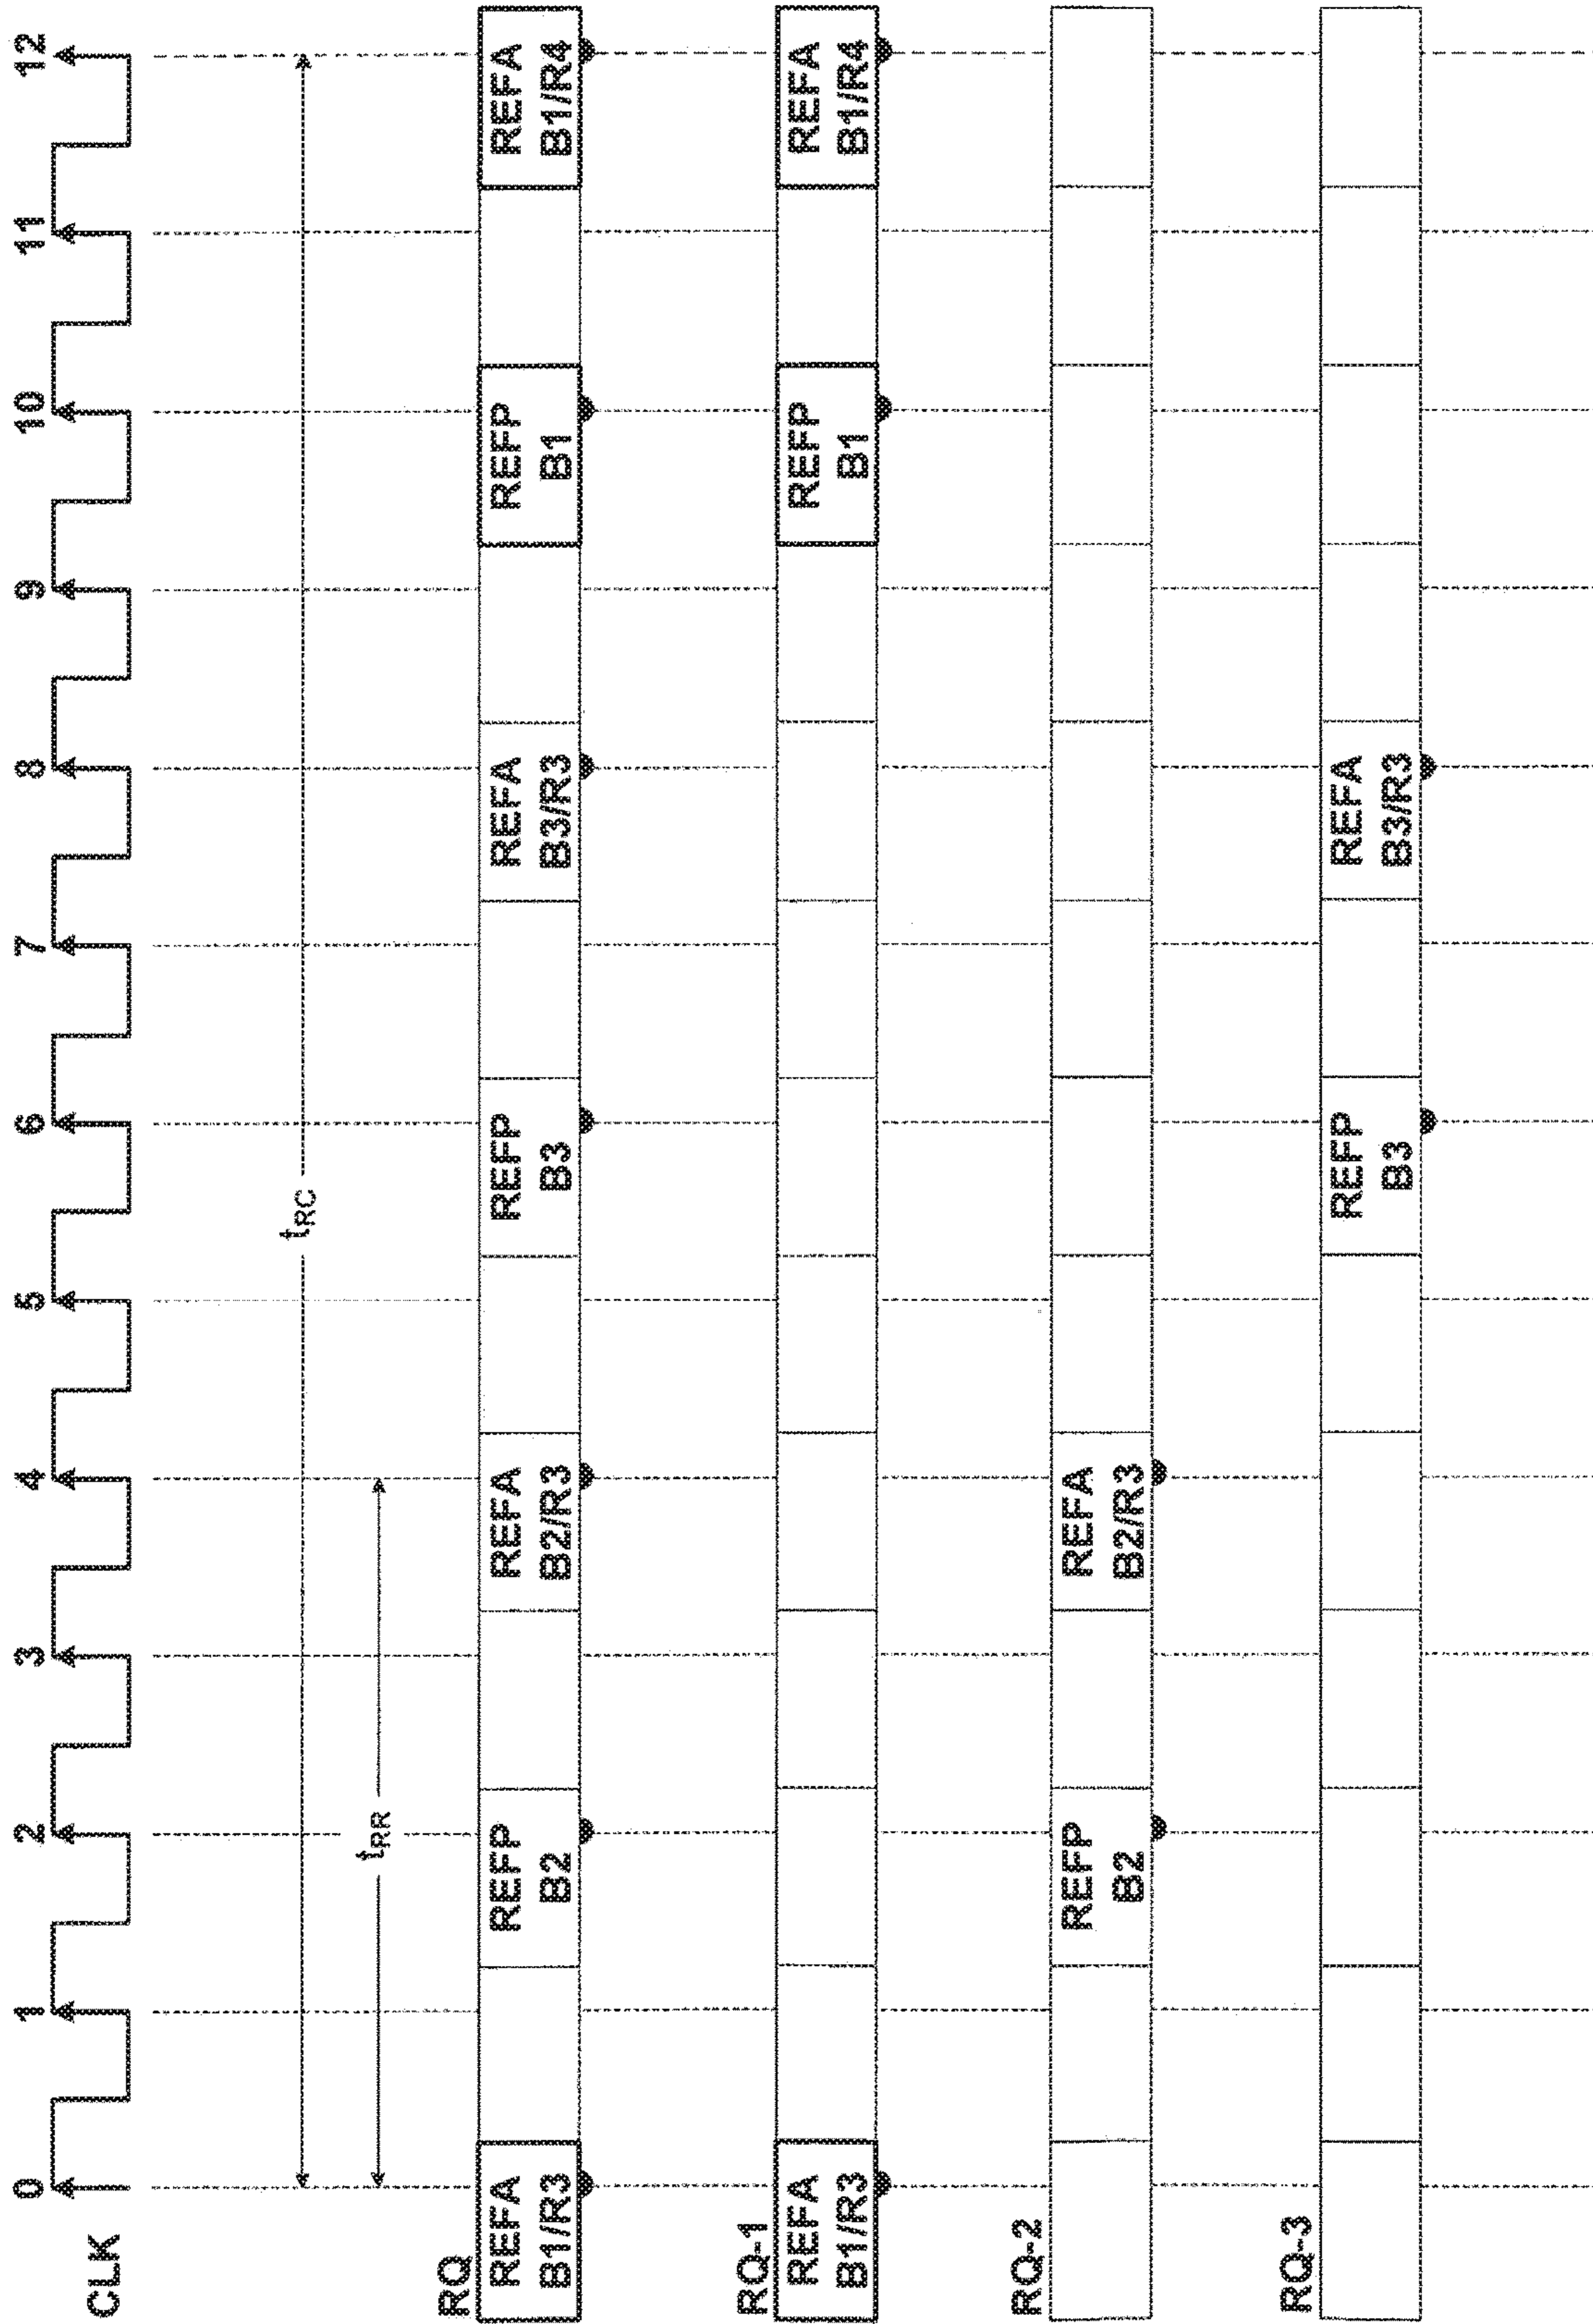 0 1 2 3 4 5 6 7 8 9 10 11 12
CLK
tRC
tRR
RQ
REFA
B1/R3
REFP
B2
REFA
B2/R3
REFP
B3
REFA
B3/R3
REFP
B1
REFA
B1/R4
RQ-1
REFA
B1/R3
REFP
B1
REFA
B1/R4
RQ-2
REFP
B2
REFA
B2/R3
RQ-3
REFP
B3
REFA
B3/R3